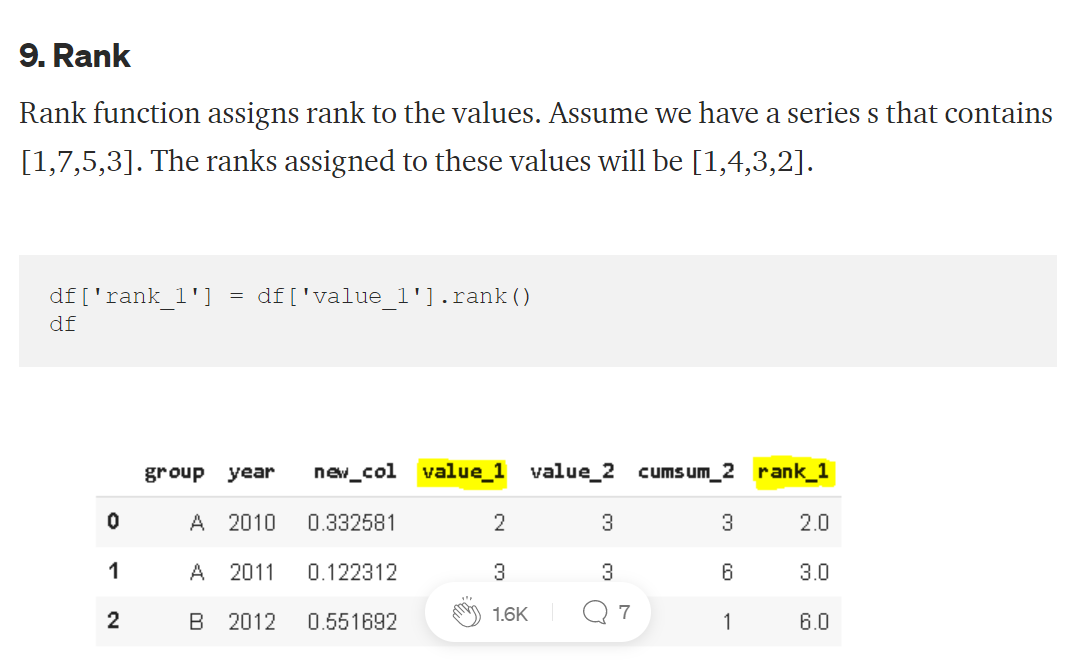 9. Rank
Rank function assigns rank to the values. Assume we have a series s that contains
[1,7,5,3]. The ranks assigned to these values will be [1,4,3,2].
df['rank_1'] = df['value_1'].rank()
df
group year new_col value_1 value_2 cumsum_2 rank_1
0 A 2010 0.332581 2 3 3 2.0
1 A 2011 0.122312 3 3 6 3.0
2 B 2012 0.551692 1 6.0
1.6K 7